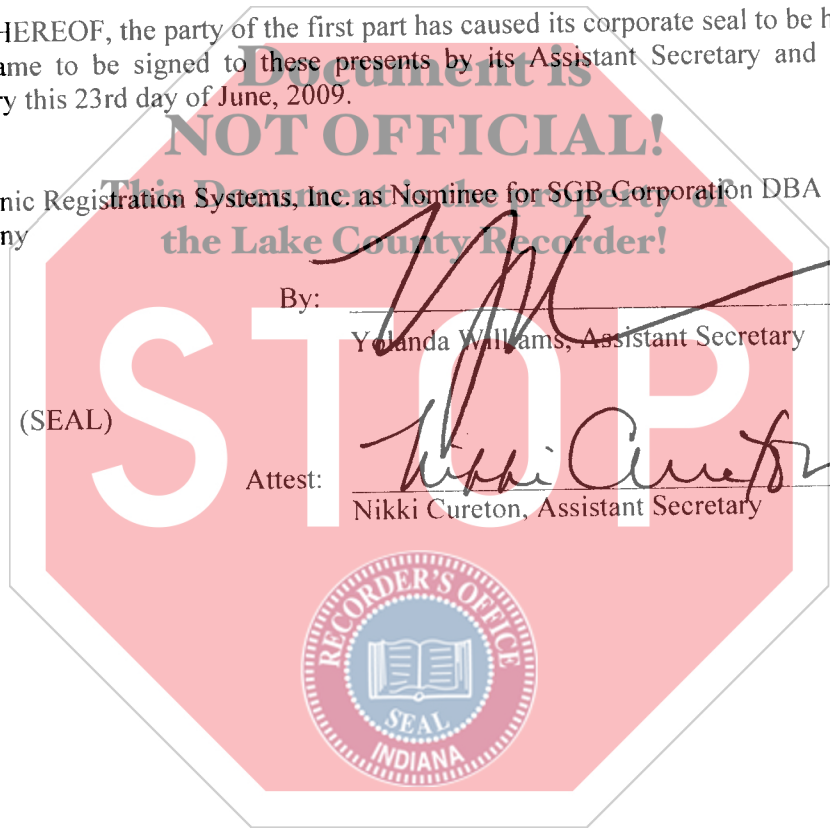 HEREOF, the party of the first part has caused its corporate seal to be h
ame to be signed to these presents by its Assistant Secretary and
Document is
y this 23rd day of June, 2009.
NOT OFFICIAL!
nic Registration Systems, Inc. as Nominee for SGB Corporation DBA
This Document is the property of
ny
the Lake County Recorder!
By:
Yolanda Williams, Assistant Secretary
STOP
(SEAL)
Nikki Cureton
Attest:
Nikki Cureton, Assistant Secretary
RECORDER'S OFFICE
SEAL
INDIANA